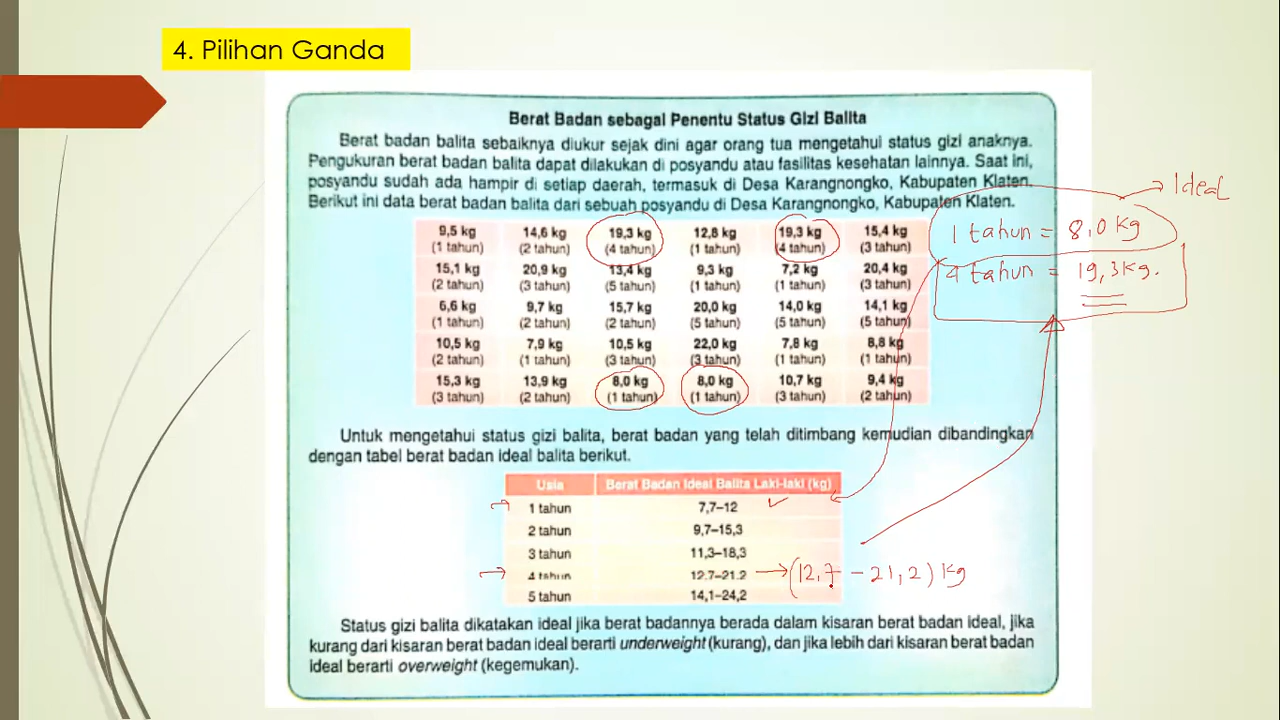 4. Pilihan Ganda
Berat Badan sebagai Penentu Status Gizi Balita
Berat badan balita sebaiknya diukur sejak dini agar orang tua mengetahui status gizi anaknya.
Pengukuran berat badan balita dapat dilakukan di posyandu atau fasilitas kesehatan lainnya. Saat ini,
posyandu sudah ada hampir di setiap daerah, termasuk di Desa Karangnongko, Kabupaten Klaten.
Berikut ini data berat badan balita dari sebuah posyandu di Desa Karangnongko, Kabupaten Klaten.
Ideal
1 tahun = 8,0 kg
4 tahun = 19,3 kg.
9,5 kg 14,6 kg 19,3 kg 12,8 kg 19,3 kg 15,4 kg
(1 tahun) (2 tahun) (4 tahun) (1 tahun) (4 tahun) (3 tahun)
15,1 kg 20,9 kg 13,4 kg 9,3 kg 7,2 kg 20,4 kg
(2 tahun) (3 tahun) (5 tahun) (1 tahun) (1 tahun) (3 tahun)
6,6 kg 9,7 kg 15,7 kg 20,0 kg 14,0 kg 14,1 kg
(1 tahun) (2 tahun) (2 tahun) (5 tahun) (5 tahun) (5 tahun)
10,5 kg 7,9 kg 10,5 kg 22,0 kg 7,8 kg 8,8 kg
(2 tahun) (1 tahun) (3 tahun) (3 tahun) (1 tahun) (1 tahun)
15,3 kg 13,9 kg 8,0 kg 8,0 kg 10,7 kg 9,4 kg
(3 tahun) (2 tahun) (1 tahun) (1 tahun) (3 tahun) (2 tahun)
Untuk mengetahui status gizi balita, berat badan yang telah ditimbang kemudian dibandingkan
dengan tabel berat badan ideal balita berikut.
Usia Berat Badan Ideal Balita Laki-laki (kg)
1 tahun 7,7–12
2 tahun 9,7–15,3
3 tahun 11,3–18,3
4 tahun 12,7–21,2 (12,7 - 21,2) kg
5 tahun 14,1–24,2
Status gizi balita dikatakan ideal jika berat badannya berada dalam kisaran berat badan ideal, jika
kurang dari kisaran berat badan ideal berarti underweight (kurang), dan jika lebih dari kisaran berat badan
ideal berarti overweight (kegemukan).